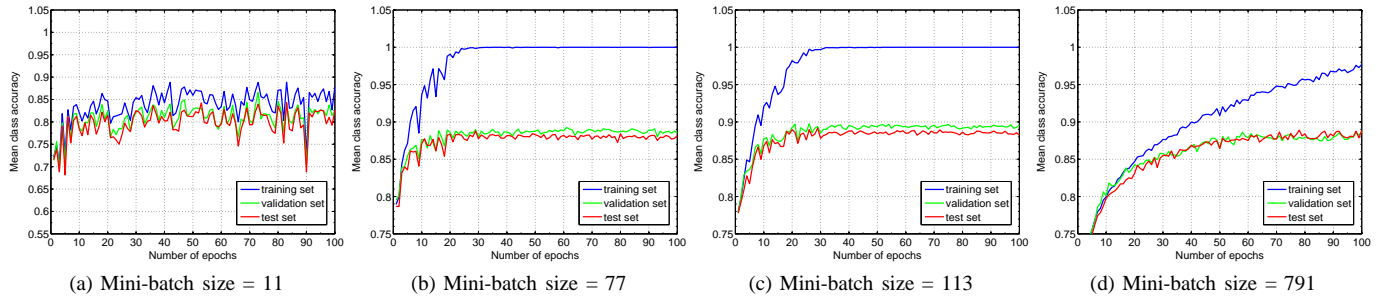 1.05
1
0.95
0.9
0.85
0.8
0.75
0.7
0.65
0.6
0.55
0 10 20 30 40 50 60 70 80 90 100
Mean class accuracy
Number of epochs
training set
validation set
test set
(a) Mini-batch size = 11
1.05
1
0.95
0.9
0.85
0.8
0.75
0 10 20 30 40 50 60 70 80 90 100
Mean class accuracy
Number of epochs
training set
validation set
test set
(b) Mini-batch size = 77
1.05
1
0.95
0.9
0.85
0.8
0.75
0 10 20 30 40 50 60 70 80 90 100
Mean class accuracy
Number of epochs
training set
validation set
test set
(c) Mini-batch size = 113
1.05
1
0.95
0.9
0.85
0.8
0.75
0 10 20 30 40 50 60 70 80 90 100
Mean class accuracy
Number of epochs
training set
validation set
test set
(d) Mini-batch size = 791